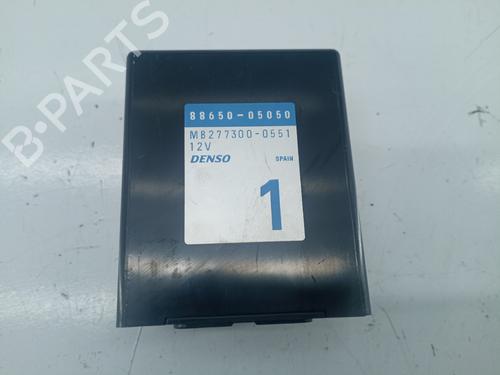 88650-05050
MB277300-0551
12V
DENSO SPAIN
1
B-PARTS